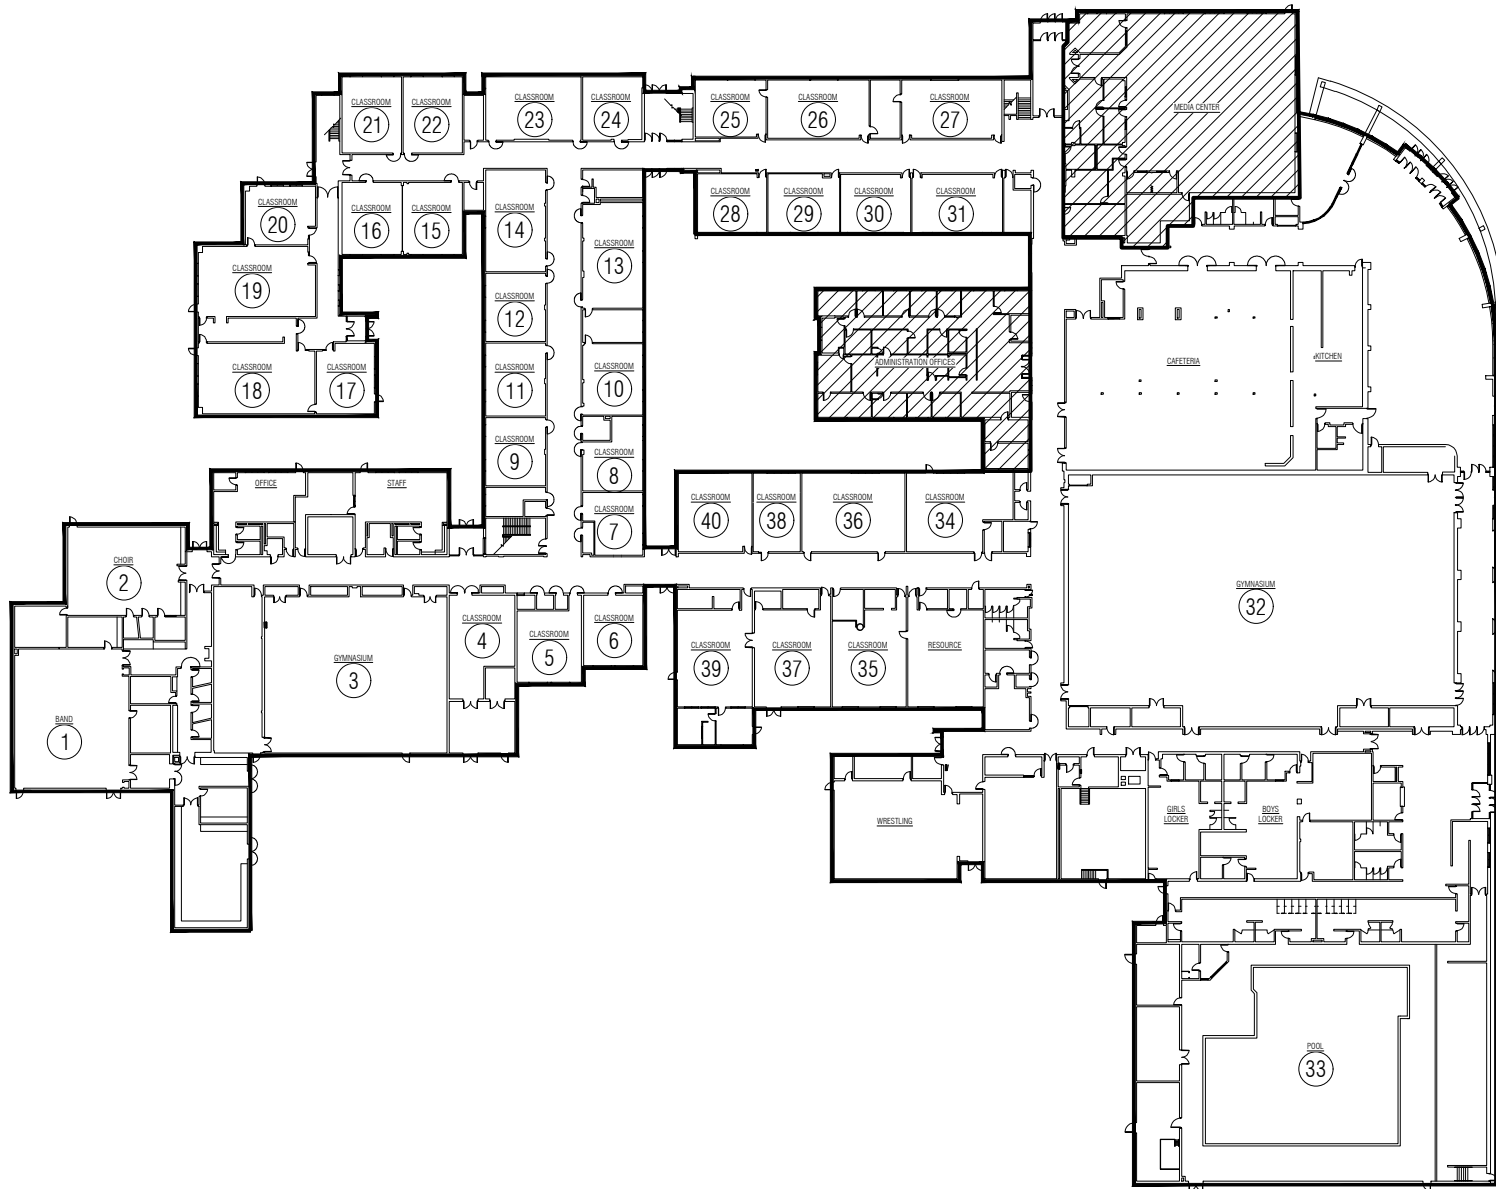 CLASSROOM
21
CLASSROOM
22
CLASSROOM
23
CLASSROOM
24
CLASSROOM
25
CLASSROOM
26
CLASSROOM
27
MEDIA CENTER
CLASSROOM
20
CLASSROOM
16
CLASSROOM
15
CLASSROOM
14
CLASSROOM
13
CLASSROOM
28
CLASSROOM
29
CLASSROOM
30
CLASSROOM
31
CLASSROOM
19
CLASSROOM
12
CLASSROOM
18
CLASSROOM
17
CLASSROOM
11
CLASSROOM
10
ADMINISTRATION OFFICES
CAFETERIA
KITCHEN
CLASSROOM
9
CLASSROOM
8
OFFICE
STAFF
CLASSROOM
7
CLASSROOM
40
CLASSROOM
38
CLASSROOM
36
CLASSROOM
34
CHOIR
2
GYMNASIUM
32
CLASSROOM
4
CLASSROOM
5
CLASSROOM
6
GYMNASIUM
3
CLASSROOM
39
CLASSROOM
37
CLASSROOM
35
RESOURCE
BAND
1
WRESTLING
GIRLS
LOCKER
BOYS
LOCKER
POOL
33